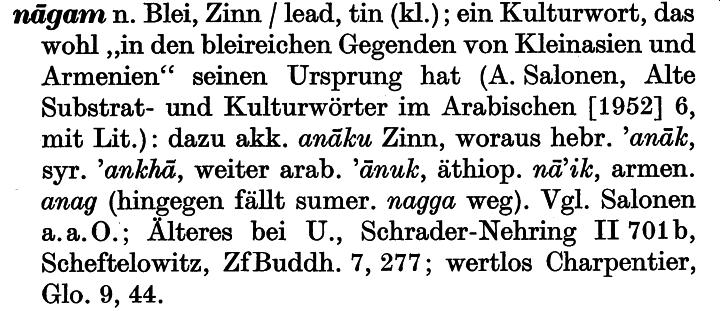 nāgam n. Blei, Zinn / lead, tin (kl.); ein Kulturwort, das
wohl „in den bleireichen Gegenden von Kleinasien und
Armenien“ seinen Ursprung hat (A. Salonen, Alte
Substrat- und Kulturwörter im Arabischen [1952] 6,
mit Lit.): dazu akk. anāku Zinn, woraus hebr. ’anāk,
syr. ’ankhā, weiter arab. ’ānuk, äthiop. nā’ik, armen.
anag (hingegen fällt sumer. nagga weg). Vgl. Salonen
a.a.O.; Älteres bei U., Schrader-Nehring II 701b,
Scheftelowitz, ZfBuddh. 7, 277; wertlos Charpentier,
Glo. 9, 44.